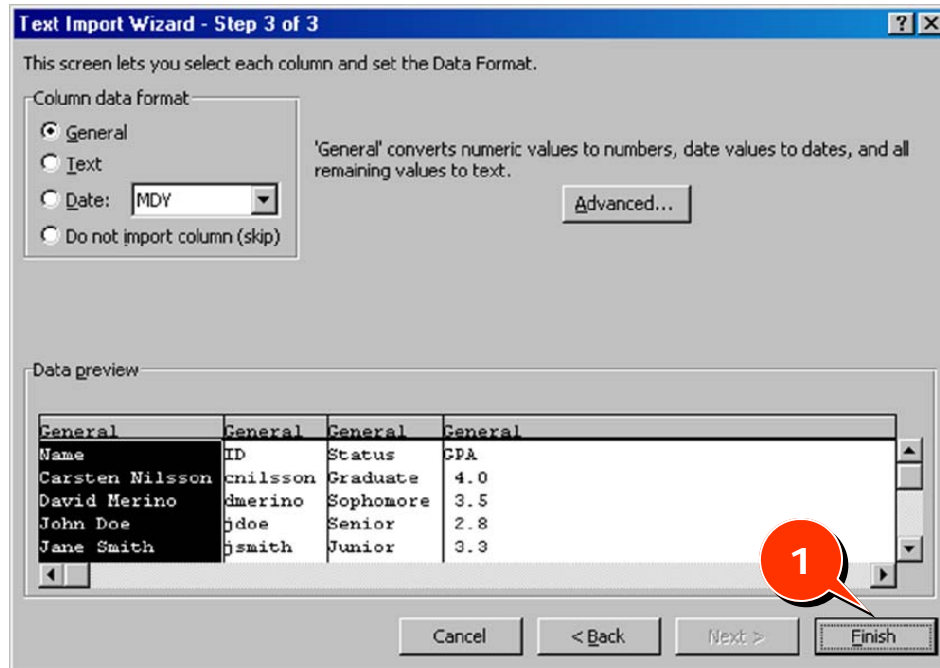 Text Import Wizard - Step 3 of 3
This screen lets you select each column and set the Data Format.
Column data format
General
Text
Date: MDY
Do not import column (skip)
'General' converts numeric values to numbers, date values to dates, and all
remaining values to text.
Advanced...
Data preview
General General General General
Name ID Status GPA
Carsten Nilsson cnilsson Graduate 4.0
David Merino dmerino Sophomore 3.5
John Doe jdoe Senior 2.8
Jane Smith jsmith Junior 3.3
1
Cancel < Back Next > Finish